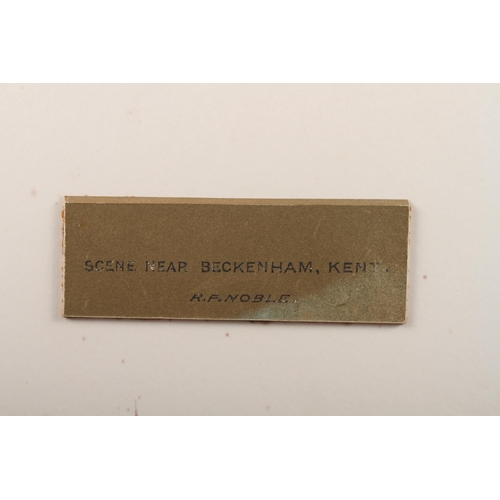 SCENE NEAR BECKENHAM, KENT.
R.P. NOBLE.